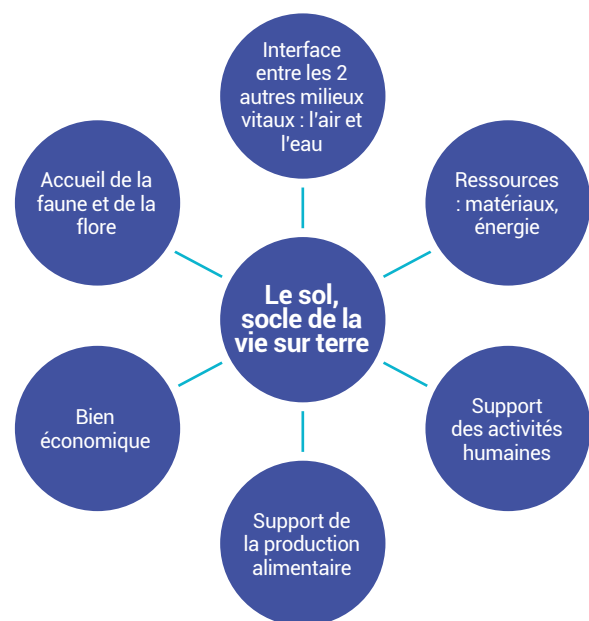 Interface
entre les 2
autres milieux
vitaux : l'air et
l'eau
Accueil de la
faune et de la
flore
Ressources
: matériaux,
énergie
Le sol,
socle de la
vie sur terre
Bien
économique
Support
des activités
humaines
Support de
la production
alimentaire